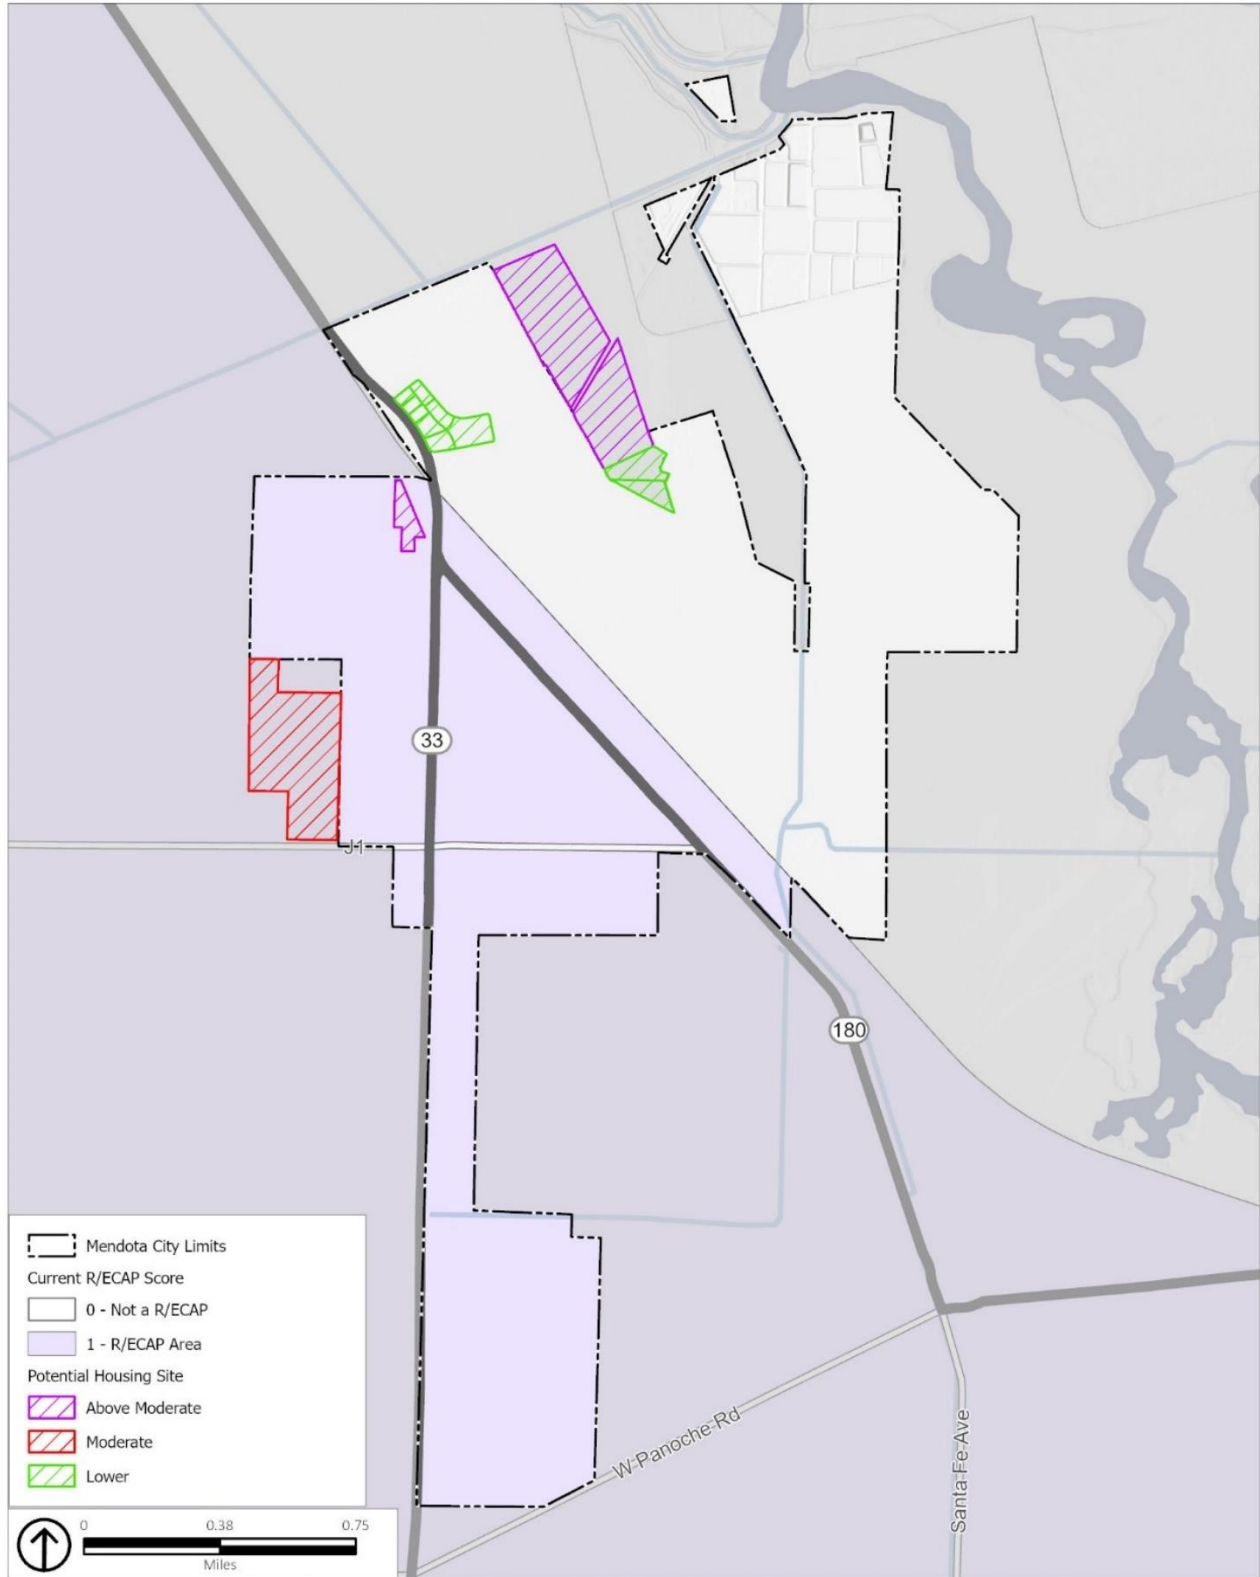 33
J1
180
W Panoche Rd
Santa Fe Ave
Mendota City Limits
Current R/ECAP Score
0 - Not a R/ECAP
1 - R/ECAP Area
Potential Housing Site
Above Moderate
Moderate
Lower
0 0.38 0.75
Miles